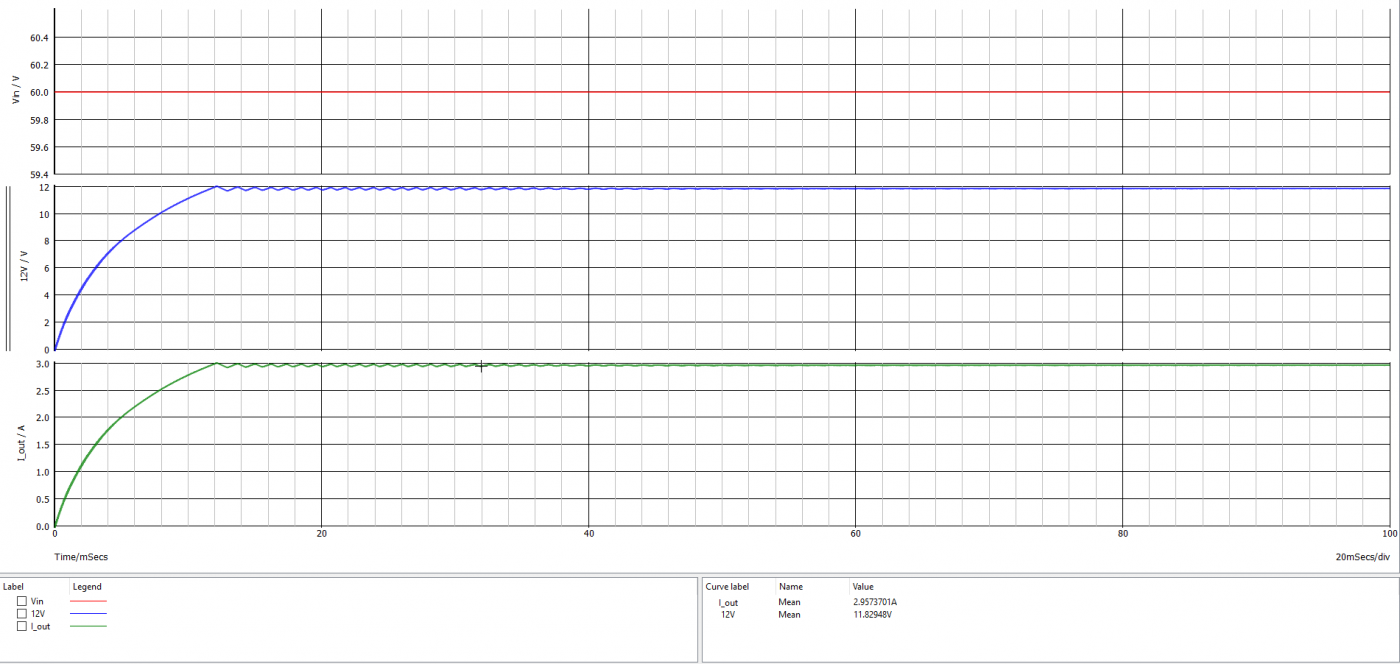 60.4
60.2
60.0
59.8
59.6
59.4
Vin / V
12
10
8
6
4
2
0
12V / V
3.0
2.5
2.0
1.5
1.0
0.5
0.0
I_out / A
0 20 40 60 80 100
Time/mSecs 20mSecs/div
Label Legend
Vin
12V
I_out
Curve label Name Value
I_out Mean 2.9573701A
12V Mean 11.82948V